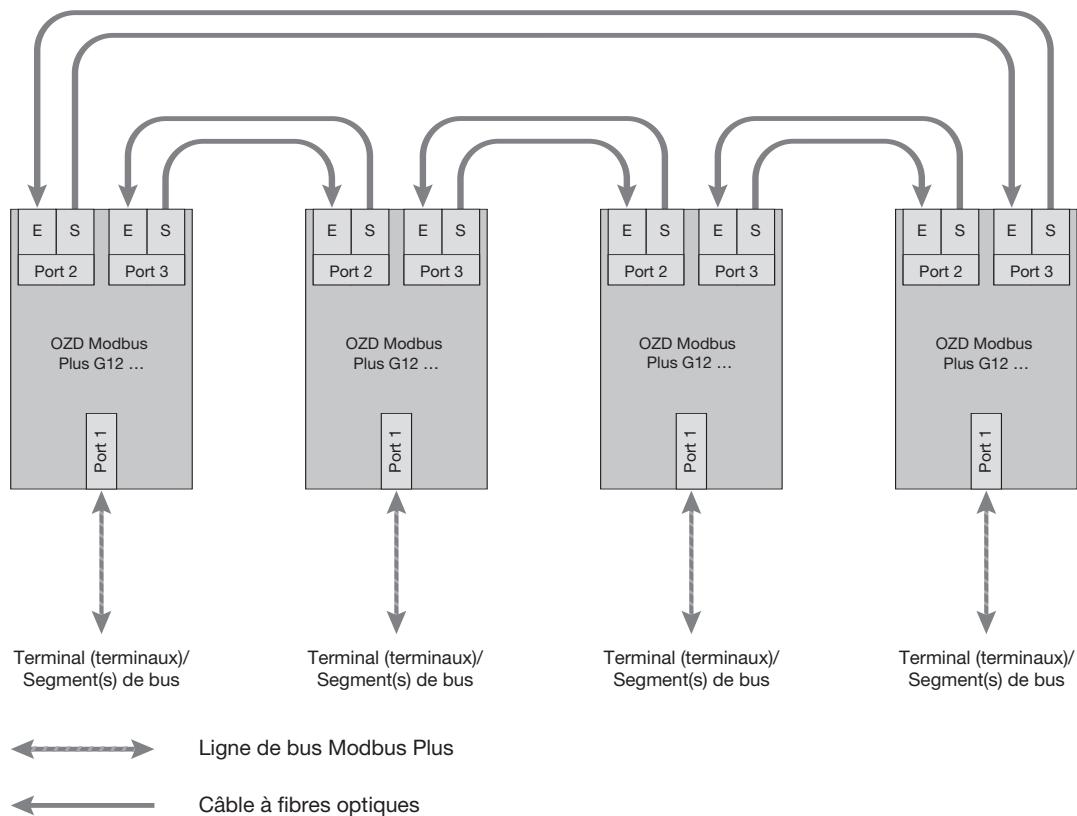 E S E S
Port 2 Port 3
OZD Modbus
Plus G12 ...
Port 1
E S E S
Port 2 Port 3
OZD Modbus
Plus G12 ...
Port 1
E S E S
Port 2 Port 3
OZD Modbus
Plus G12 ...
Port 1
E S E S
Port 2 Port 3
OZD Modbus
Plus G12 ...
Port 1
Terminal (terminaux)/
Segment(s) de bus
Terminal (terminaux)/
Segment(s) de bus
Terminal (terminaux)/
Segment(s) de bus
Terminal (terminaux)/
Segment(s) de bus
Ligne de bus Modbus Plus
Câble à fibres optiques